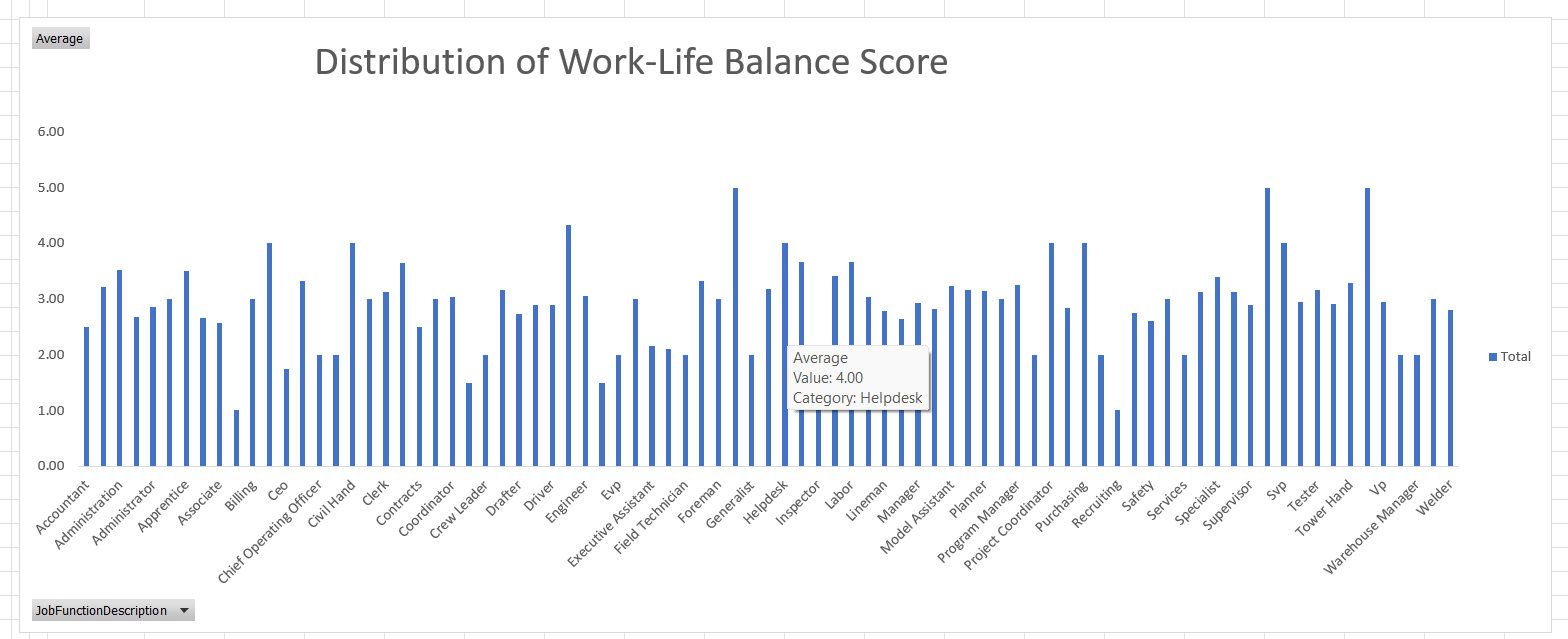 Average
Distribution of Work-Life Balance Score
6.00
5.00
4.00
3.00
2.00
1.00
0.00
Average
Value: 4.00
Category: Helpdesk
Total
Accountant
Administration
Administrator
Apprentice
Associate
Billing
Ceo
Chief Operating Officer
Civil Hand
Clerk
Contracts
Coordinator
Crew Leader
Drafter
Driver
Engineer
Evp
Executive Assistant
Field Technician
Foreman
Generalist
Helpdesk
Inspector
Labor
Lineman
Manager
Model Assistant
Planner
Program Manager
Project Coordinator
Purchasing
Recruiting
Safety
Services
Specialist
Supervisor
Svp
Tester
Tower Hand
Vp
Warehouse Manager
Welder
JobFunctionDescription